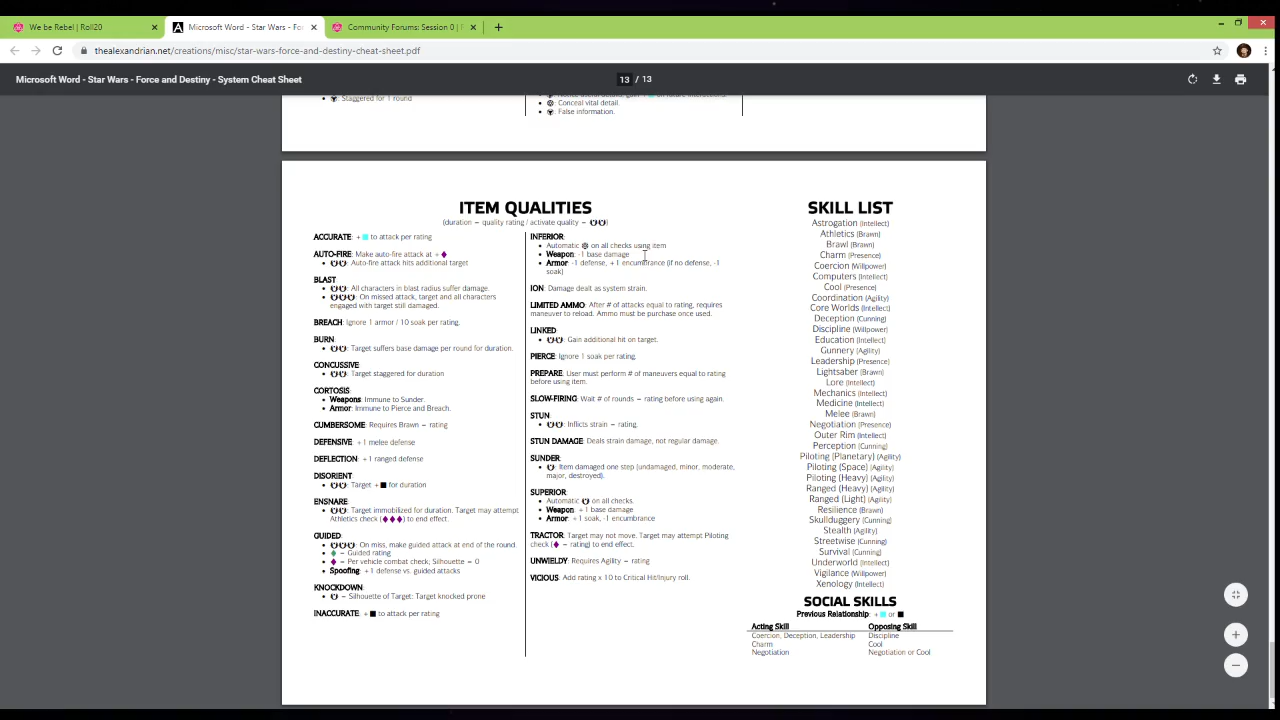 We be Rebel | Roll20
Microsoft Word - Star Wars - Fo
Community Forums: Session 0 | R
thealexandrian.net/creations/misc/star-wars-force-and-destiny-cheat-sheet.pdf
Microsoft Word - Star Wars - Force and Destiny - System Cheat Sheet
13 / 13
: Staggered for 1 round
: Conceal vital detail.
: False information.
ITEM QUALITIES
(duration = quality rating / activate quality = )
ACCURATE: + to attack per rating
AUTO-FIRE: Make auto-fire attack at +
: Auto-fire attack hits additional target
BLAST
: All characters in blast radius suffer damage.
: On missed attack, target and all characters
engaged with target still damaged.
BREACH: Ignore 1 armor / 10 soak per rating.
BURN
: Target suffers base damage per round for duration.
CONCUSSIVE
: Target staggered for duration
CORTOSIS:
Weapons: Immune to Sunder.
Armor: Immune to Pierce and Breach.
CUMBERSOME: Requires Brawn = rating
DEFENSIVE: +1 melee defense
DEFLECTION: +1 ranged defense
DISORIENT
: Target + for duration
ENSNARE
: Target immobilized for duration. Target may attempt
Athletics check () to end effect.
GUIDED:
: On miss, make guided attack at end of the round.
= Guided rating
= Per vehicle combat check; Silhouette = 0
Spoofing: +1 defense vs. guided attacks
KNOCKDOWN:
= Silhouette of Target: Target knocked prone
INACCURATE: + to attack per rating
INFERIOR:
Automatic on all checks using item
Weapon: -1 base damage
Armor: -1 defense, +1 encumbrance (if no defense, -1
soak)
ION: Damage dealt as system strain.
LIMITED AMMO: After # of attacks equal to rating, requires
maneuver to reload. Ammo must be purchase once used.
LINKED
: Gain additional hit on target.
PIERCE: Ignore 1 soak per rating.
PREPARE: User must perform # of maneuvers equal to rating
before using item.
SLOW-FIRING: Wait # of rounds = rating before using again.
STUN:
: Inflicts strain = rating.
STUN DAMAGE: Deals strain damage, not regular damage.
SUNDER:
: Item damaged one step (undamaged, minor, moderate,
major, destroyed).
SUPERIOR:
Automatic on all checks.
Weapon: +1 base damage
Armor: +1 soak, -1 encumbrance
TRACTOR: Target may not move. Target may attempt Piloting
check ( = rating) to end effect.
UNWIELDY: Requires Agility = rating
VICIOUS: Add rating x 10 to Critical Hit/Injury roll.
SKILL LIST
Astrogation (Intellect)
Athletics (Brawn)
Brawl (Brawn)
Charm (Presence)
Coercion (Willpower)
Computers (Intellect)
Cool (Presence)
Coordination (Agility)
Core Worlds (Intellect)
Deception (Cunning)
Discipline (Willpower)
Education (Intellect)
Gunnery (Agility)
Leadership (Presence)
Lightsaber (Brawn)
Lore (Intellect)
Mechanics (Intellect)
Medicine (Intellect)
Melee (Brawn)
Negotiation (Presence)
Outer Rim (Intellect)
Perception (Cunning)
Piloting (Planetary) (Agility)
Piloting (Space) (Agility)
Piloting (Heavy) (Agility)
Ranged (Heavy) (Agility)
Ranged (Light) (Agility)
Resilience (Brawn)
Skullduggery (Cunning)
Stealth (Agility)
Streetwise (Cunning)
Survival (Cunning)
Underworld (Intellect)
Vigilance (Willpower)
Xenology (Intellect)
SOCIAL SKILLS
Previous Relationship: + or
Acting Skill Opposing Skill
Coercion, Deception, Leadership Discipline
Charm Cool
Negotiation Negotiation or Cool